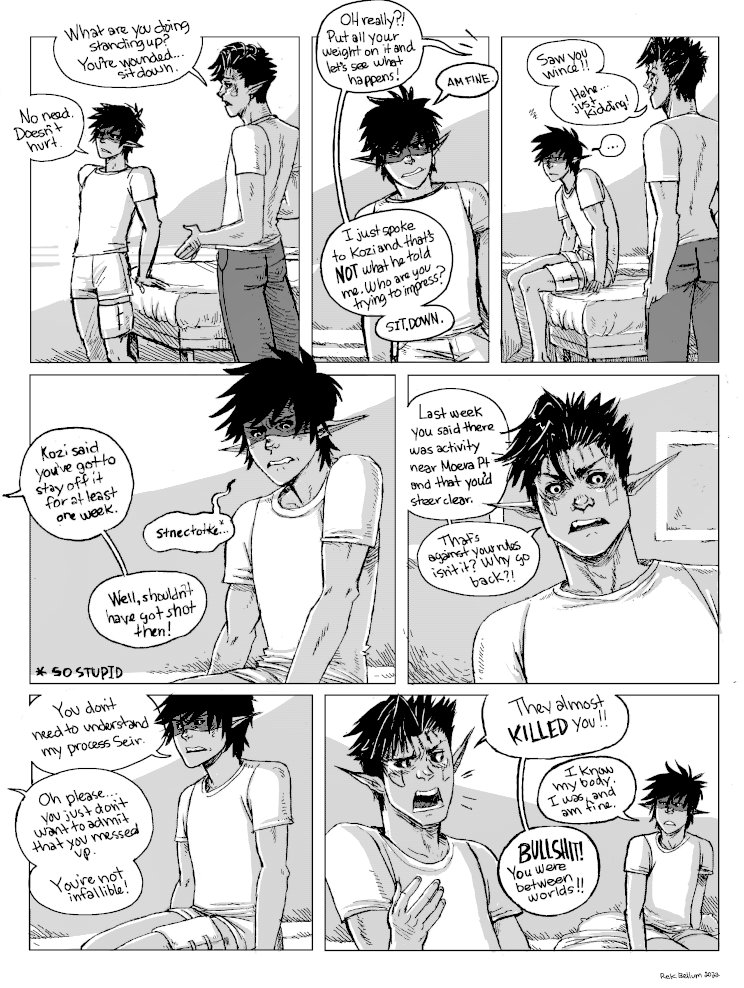 What are you doing
standing up?
You're wounded...
sit down.
No need.
Doesn't
hurt.
OH really?!
Put all your
weight on it and
let's see what
happens!
AM FINE.
I just spoke
to Kozi and that's
NOT what he told
me. Who are you
trying to impress?
SIT. DOWN.
Saw you
wince!!
Hehe...
just
kidding!
...
Kozi said
you've got to
stay off it
for at least
one week.
Stnectoike...*
Well, shouldn't
have got shot
then!
* SO STUPID
Last week
you said there
was activity
near Moera Pt
and that you'd
steer clear.
That's
against your rules
isn't it? Why go
back?!
You don't
need to understand
my process Seir.
Oh please...
you just don't
want to admit
that you messed
up.
You're not
infallible!
They almost
KILLED you!!
I know
my body.
I was, and
am fine.
BULLSHIT!
You were
between
worlds!!
Rek Bellum 2022